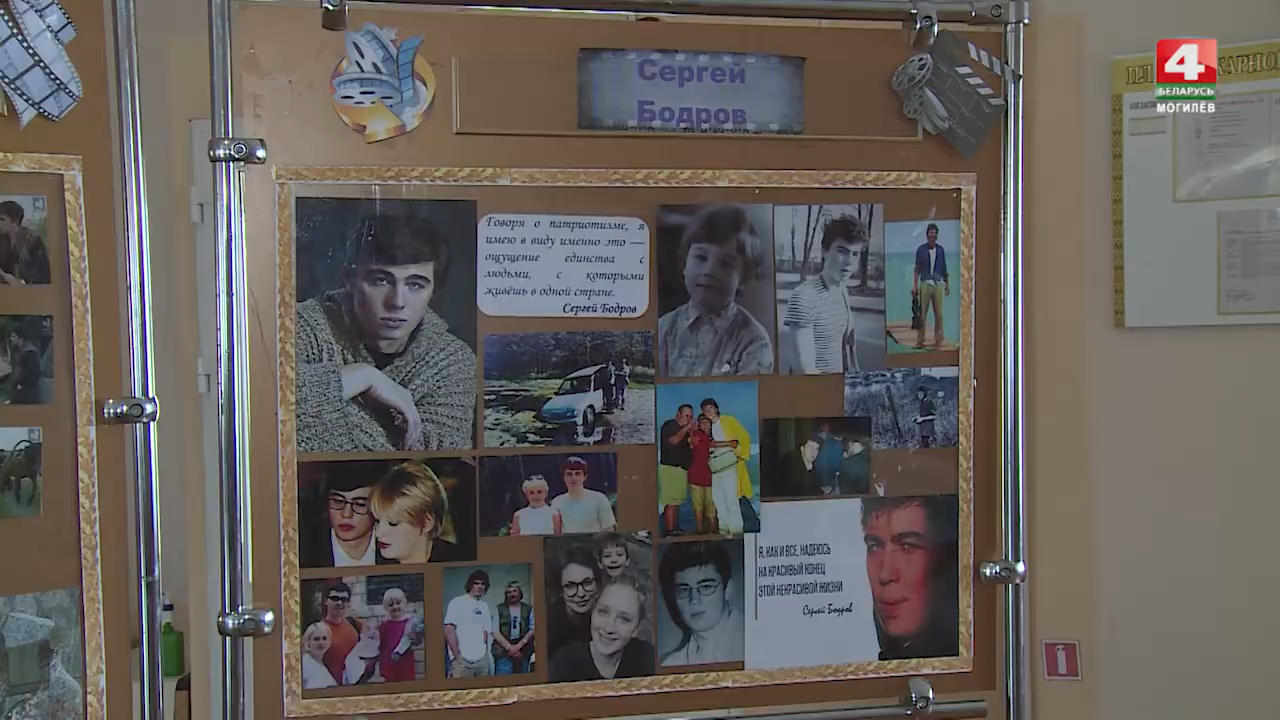 4
БЕЛАРУСЬ
МОГИЛЁВ
Сергей
Бодров
Говоря о патриотизме, я
имею в виду именно это —
ощущение единства с
людьми, с которыми
живёшь в одной стране.
Сергей Бодров
Я, КАК И ВСЕ, НАДЕЮСЬ
НА КРАСИВЫЙ КОНЕЦ
ЭТОЙ НЕКРАСИВОЙ ЖИЗНИ
Сергей Бодров